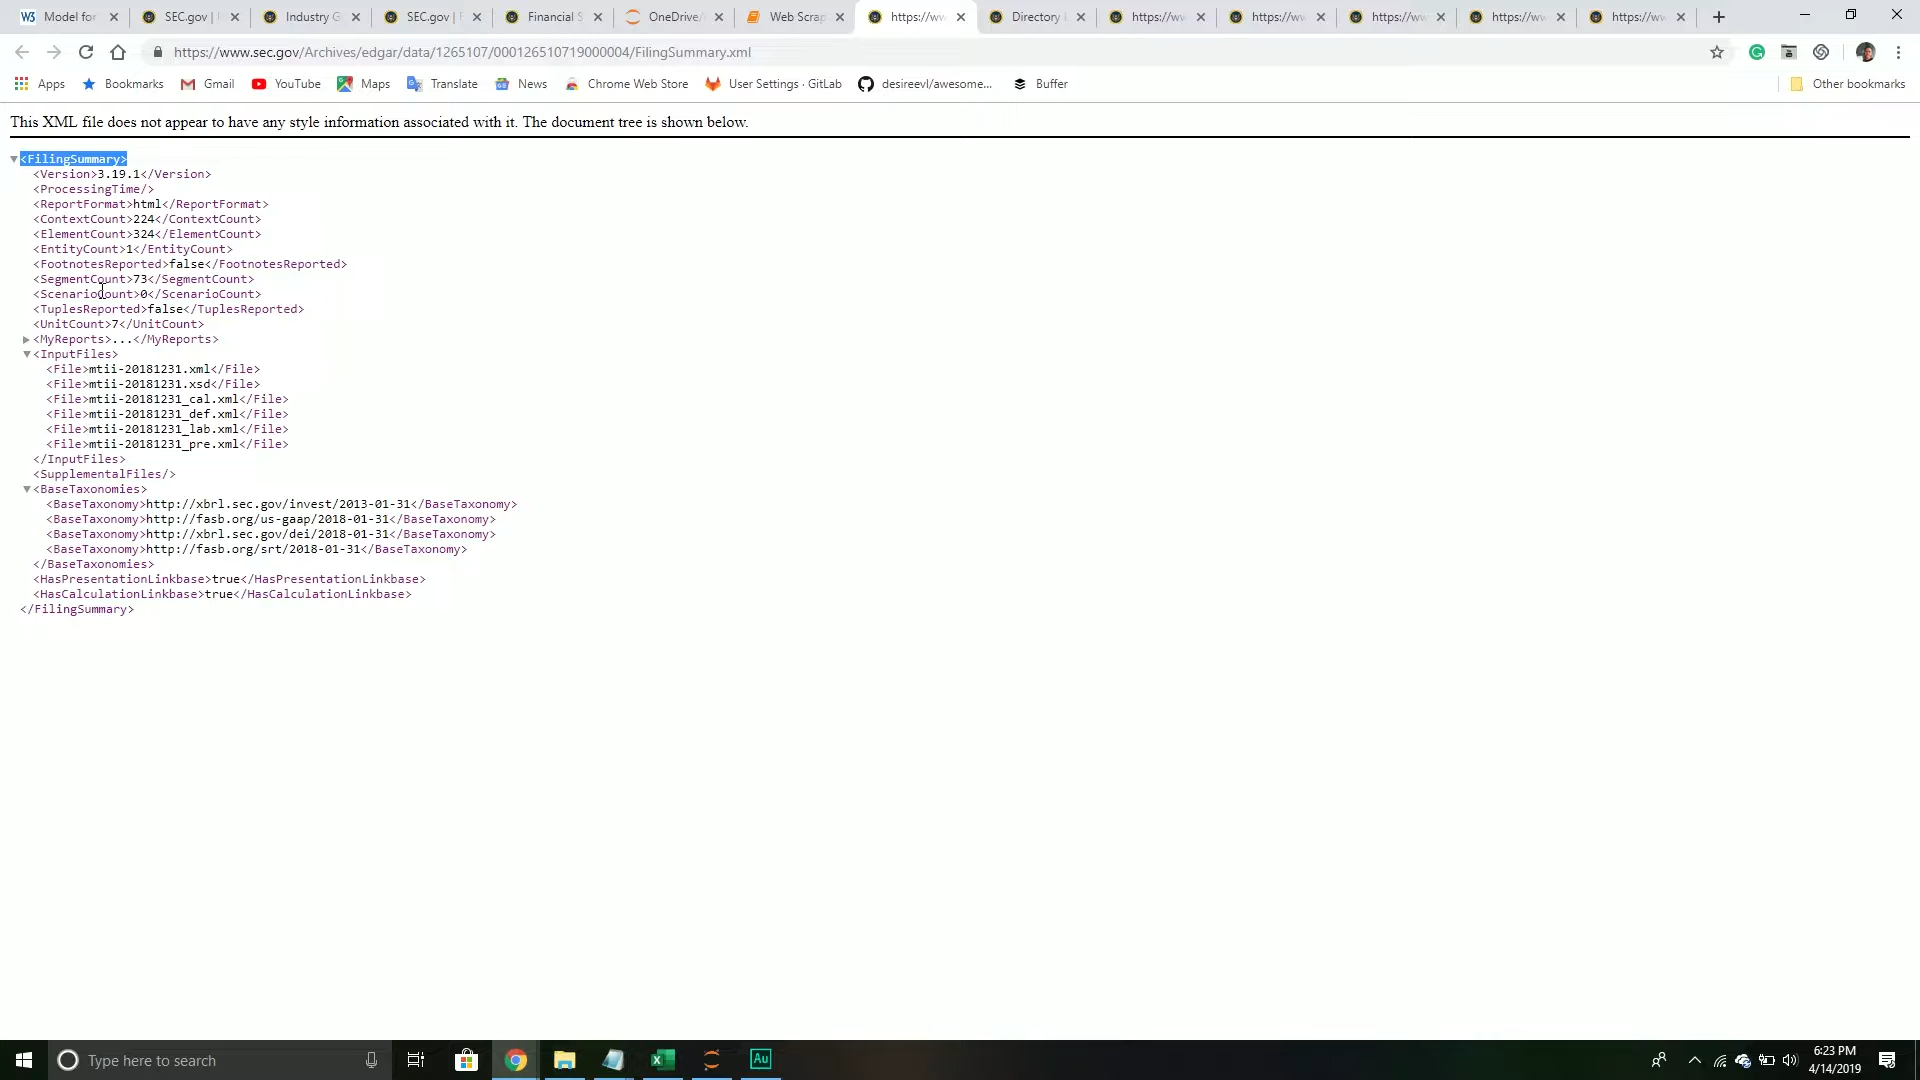 Model for
SEC.gov |
Industry G
SEC.gov | F
Financial S
OneDrive/
Web Scrap
https://ww
Directory
https://ww
https://ww
https://ww
https://ww
https://ww
https://www.sec.gov/Archives/edgar/data/1265107/000126510719000004/FilingSummary.xml
Apps
Bookmarks
Gmail
YouTube
Maps
Translate
News
Chrome Web Store
User Settings · GitLab
desireevl/awesome...
Buffer
Other bookmarks
This XML file does not appear to have any style information associated with it. The document tree is shown below.
<FilingSummary>
<Version>3.19.1</Version>
<ProcessingTime/>
<ReportFormat>html</ReportFormat>
<ContextCount>224</ContextCount>
<ElementCount>324</ElementCount>
<EntityCount>1</EntityCount>
<FootnotesReported>false</FootnotesReported>
<SegmentCount>73</SegmentCount>
<ScenarioCount>0</ScenarioCount>
<TuplesReported>false</TuplesReported>
<UnitCount>7</UnitCount>
<MyReports>...</MyReports>
<InputFiles>
<File>mtii-20181231.xml</File>
<File>mtii-20181231.xsd</File>
<File>mtii-20181231_cal.xml</File>
<File>mtii-20181231_def.xml</File>
<File>mtii-20181231_lab.xml</File>
<File>mtii-20181231_pre.xml</File>
</InputFiles>
<SupplementalFiles/>
<BaseTaxonomies>
<BaseTaxonomy>http://xbrl.sec.gov/invest/2013-01-31</BaseTaxonomy>
<BaseTaxonomy>http://fasb.org/us-gaap/2018-01-31</BaseTaxonomy>
<BaseTaxonomy>http://xbrl.sec.gov/dei/2018-01-31</BaseTaxonomy>
<BaseTaxonomy>http://fasb.org/srt/2018-01-31</BaseTaxonomy>
</BaseTaxonomies>
<HasPresentationLinkbase>true</HasPresentationLinkbase>
<HasCalculationLinkbase>true</HasCalculationLinkbase>
</FilingSummary>
Type here to search
Au
6:23 PM
4/14/2019